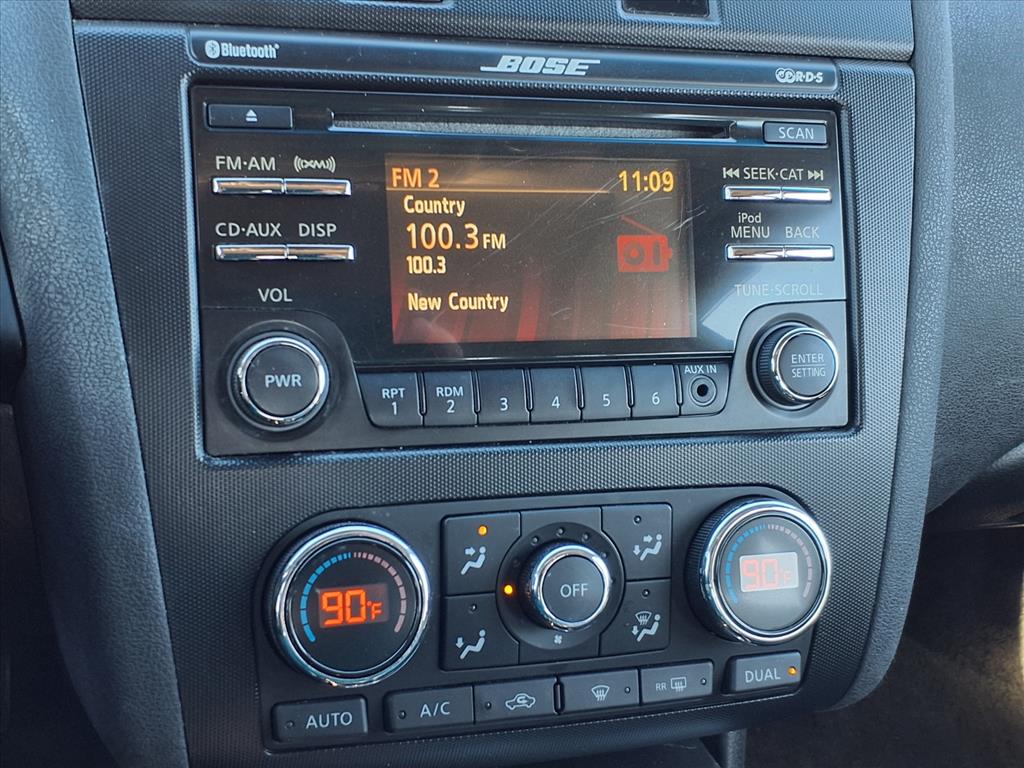 Bluetooth®
BOSE
R·D·S
SCAN
FM·AM
((XM))
SEEK·CAT
CD·AUX DISP
iPod
MENU BACK
FM 2 11:09
Country
100.3 FM
100.3
New Country
VOL
TUNE·SCROLL
PWR
RPT
1
RDM
2
3
4
5
6
AUX IN
ENTER
SETTING
90°F
OFF
90°F
AUTO
A/C
RR
DUAL